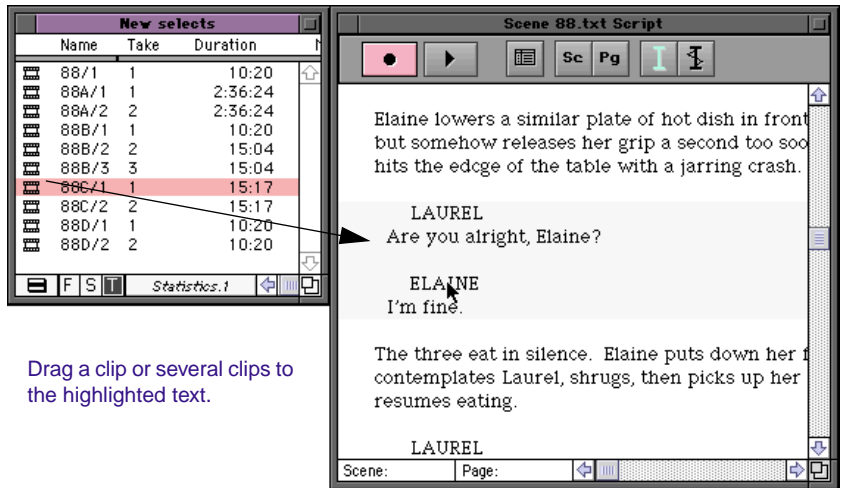 New selects
Name Take Duration
88/1 1 10:20
88A/1 1 2:36:24
88A/2 2 2:36:24
88B/1 1 10:20
88B/2 2 15:04
88B/3 3 15:04
88C/1 1 15:17
88C/2 2 15:17
88D/1 1 10:20
88D/2 2 10:20
F S T Statistics.1
Drag a clip or several clips to
the highlighted text.
Scene 88.txt Script
Sc Pg
Elaine lowers a similar plate of hot dish in front
but somehow releases her grip a second too soo
hits the edcge of the table with a jarring crash.
LAUREL
Are you alright, Elaine?
ELAINE
I'm fine.
The three eat in silence. Elaine puts down her f
contemplates Laurel, shrugs, then picks up her
resumes eating.
LAUREL
Scene: Page: